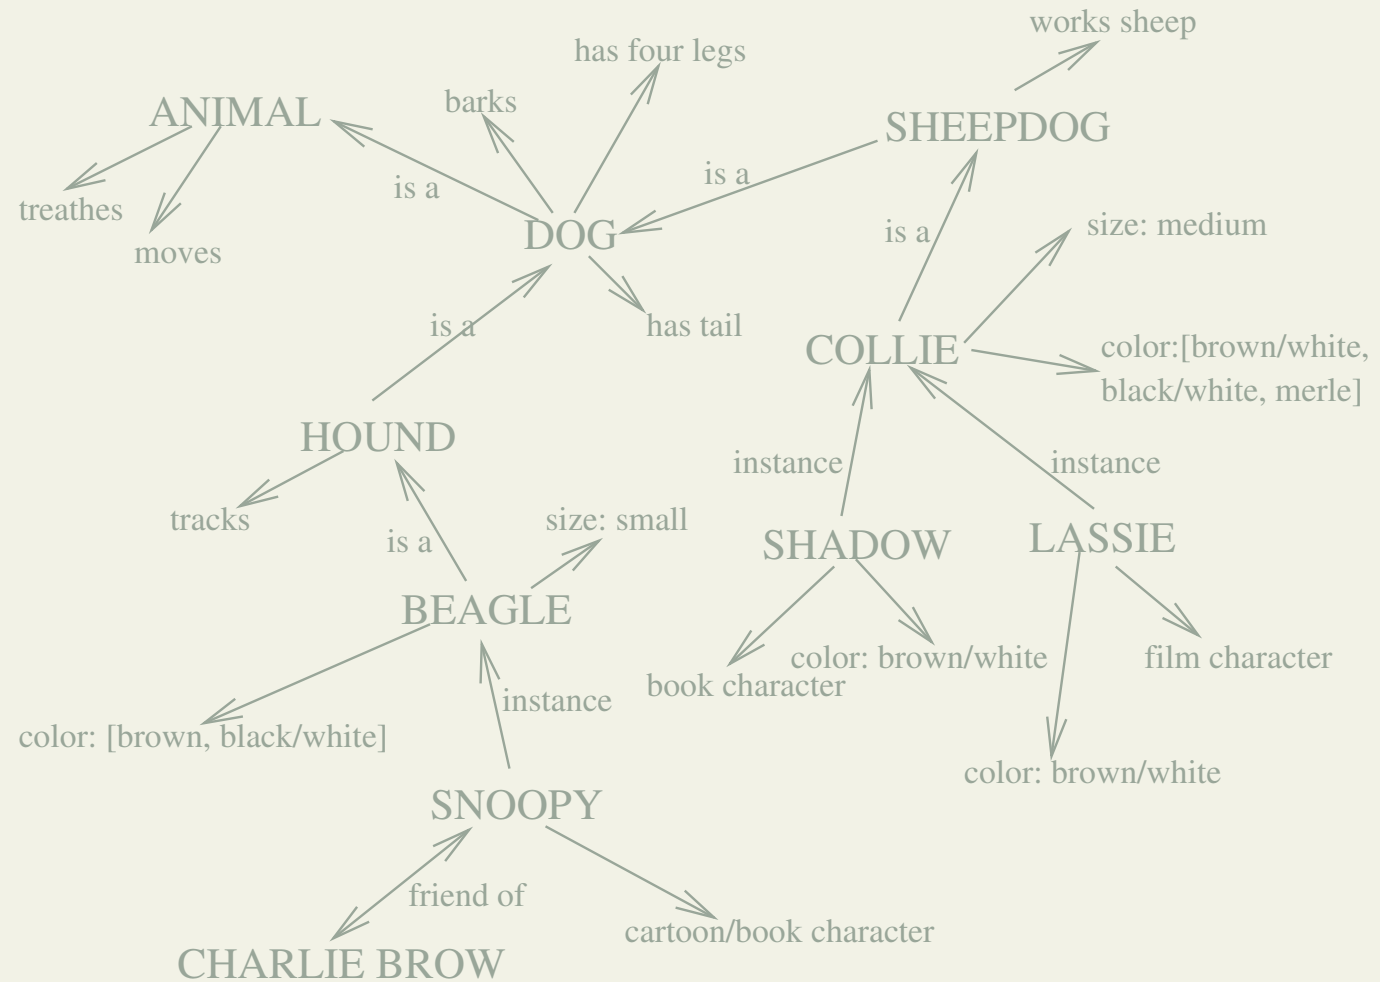 works sheep
has four legs
barks
ANIMAL
SHEEPDOG
is a
is a
treathes
DOG
is a
size: medium
moves
is a
has tail
COLLIE
color:[brown/white,
black/white, merle]
HOUND
instance
instance
tracks
size: small
is a
SHADOW
LASSIE
BEAGLE
color: brown/white
film character
book character
instance
color: [brown, black/white]
color: brown/white
SNOOPY
friend of
cartoon/book character
CHARLIE BROW